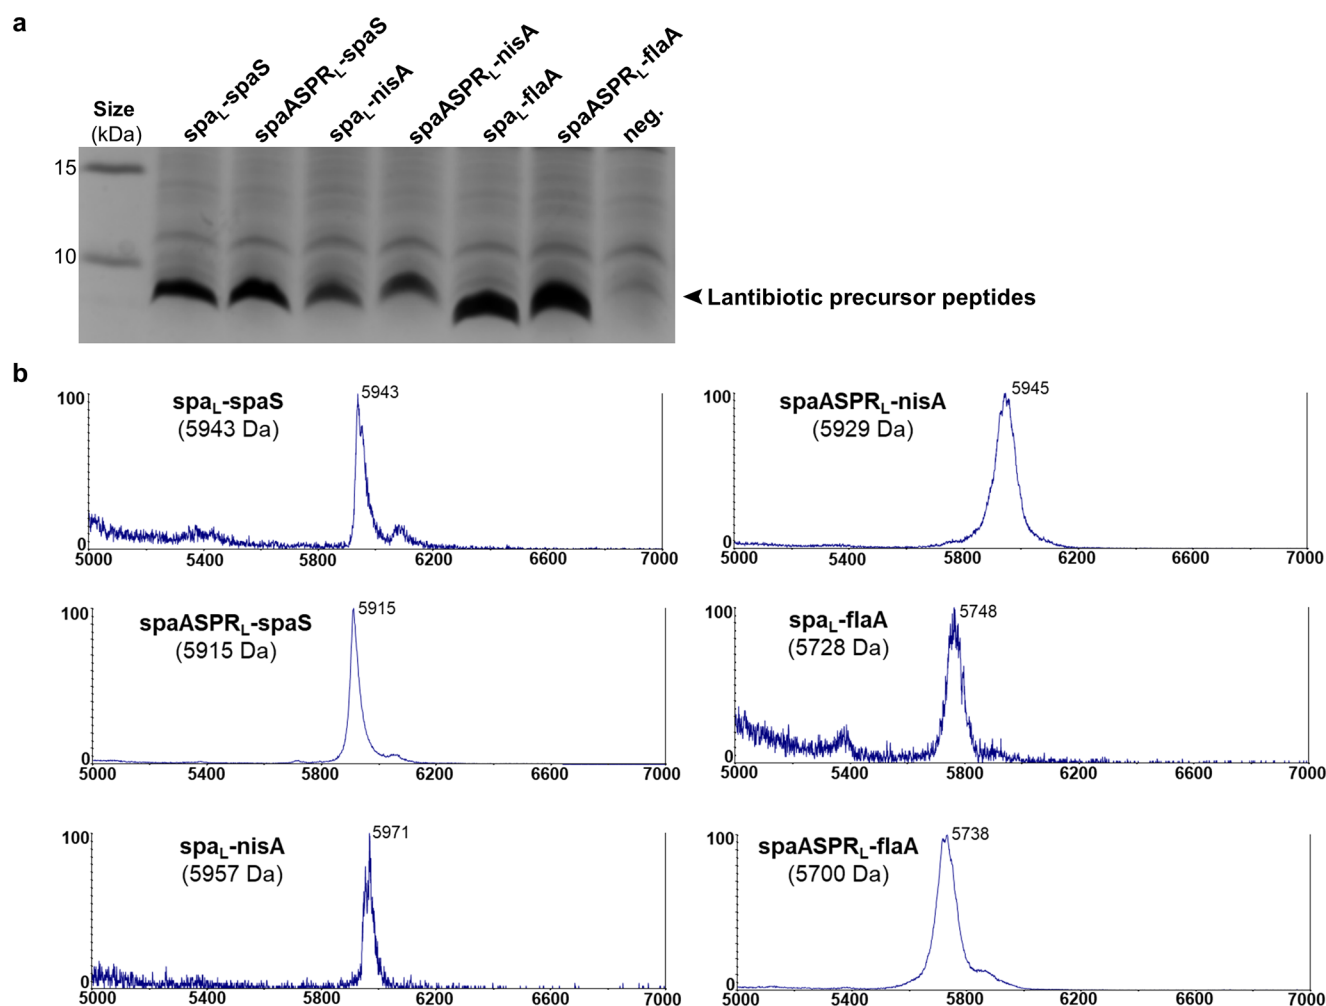 a
Size
(kDa)
spaL-spaS
spaASPRL-spaS
spaL-nisA
spaASPRL-nisA
spaL-flaA
spaASPRL-flaA
neg.
15
10
Lantibiotic precursor peptides
b
spaL-spaS
(5943 Da)
5943
100
0
5000 5400 5800 6200 6600 7000
spaASPRL-nisA
(5929 Da)
5945
100
0
5000 5400 5800 6200 6600 7000
spaASPRL-spaS
(5915 Da)
5915
100
0
5000 5400 5800 6200 6600 7000
spaL-flaA
(5728 Da)
5748
100
0
5000 5400 5800 6200 6600 7000
spaL-nisA
(5957 Da)
5971
100
0
5000 5400 5800 6200 6600 7000
spaASPRL-flaA
(5700 Da)
5738
100
0
5000 5400 5800 6200 6600 7000